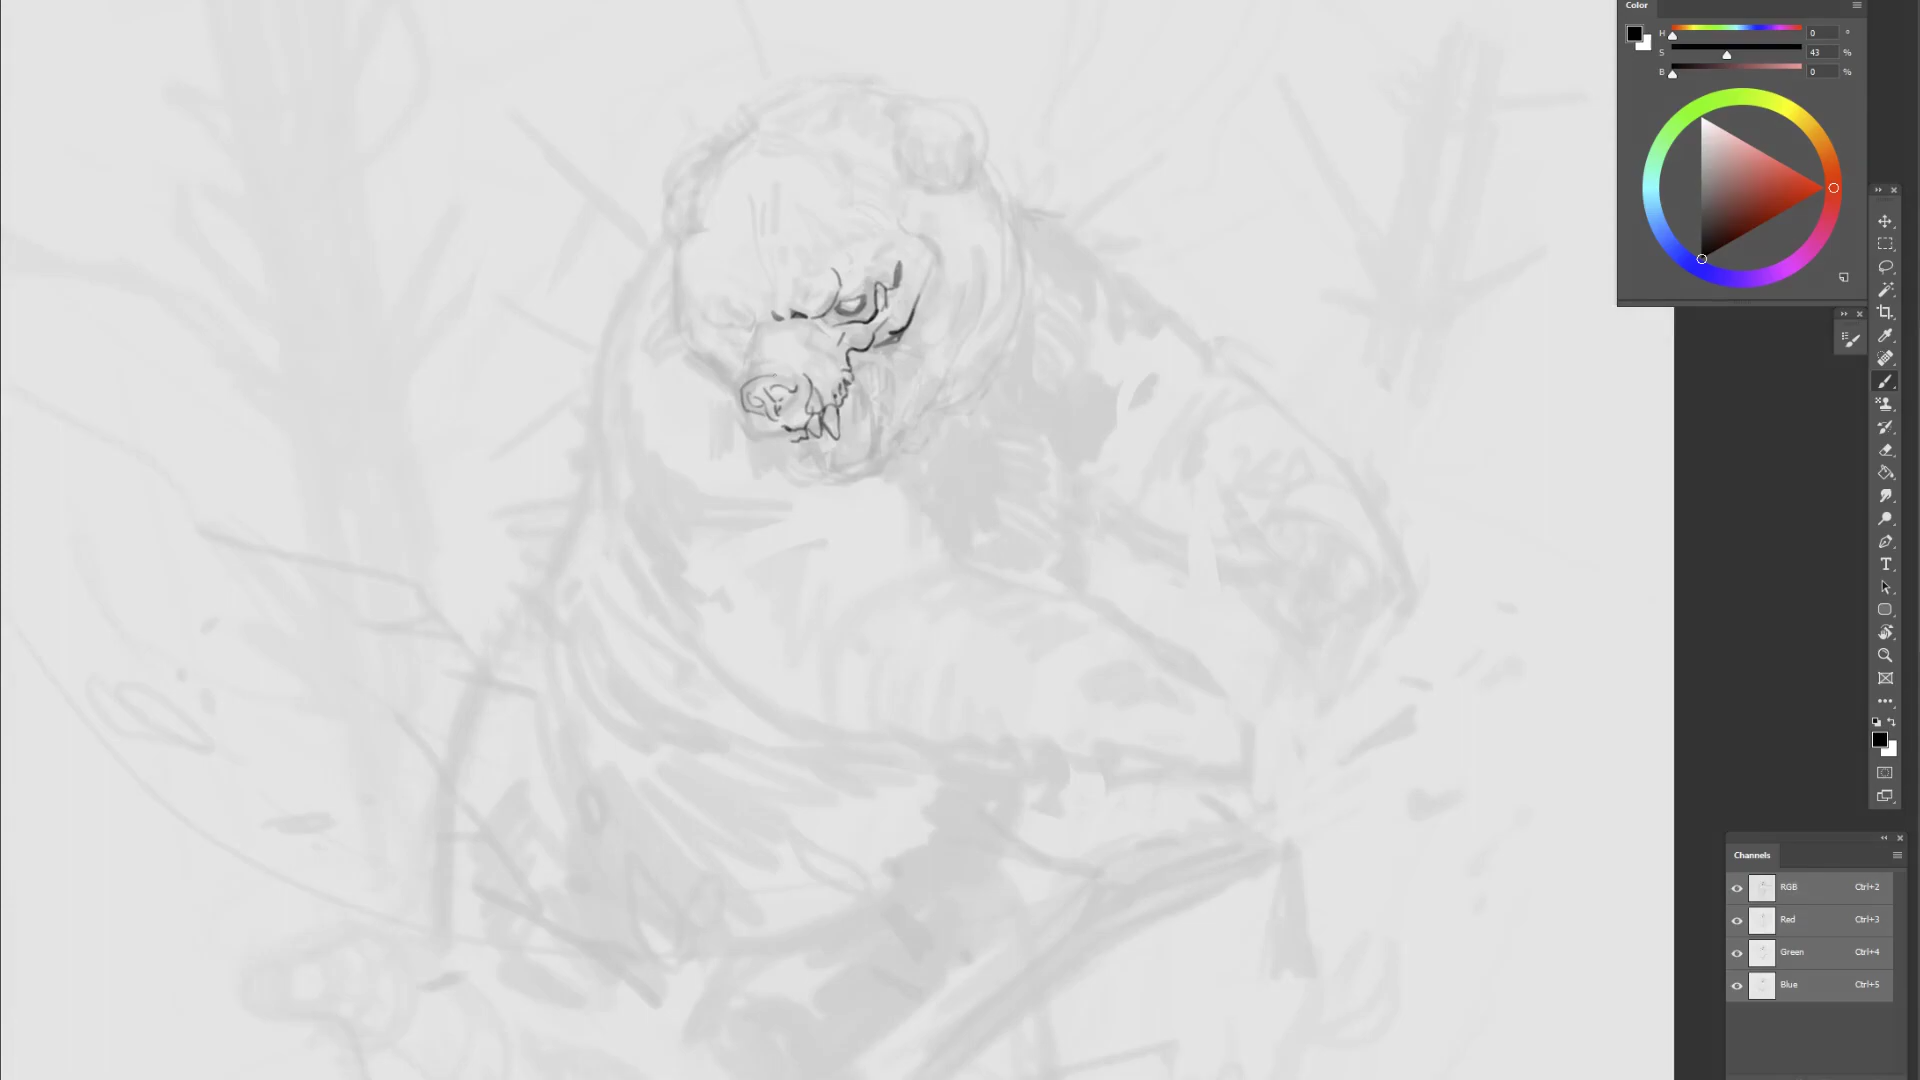 Color
H 0 °
S 43 %
B 0 %
Channels
RGB Ctrl+2
Red Ctrl+3
Green Ctrl+4
Blue Ctrl+5